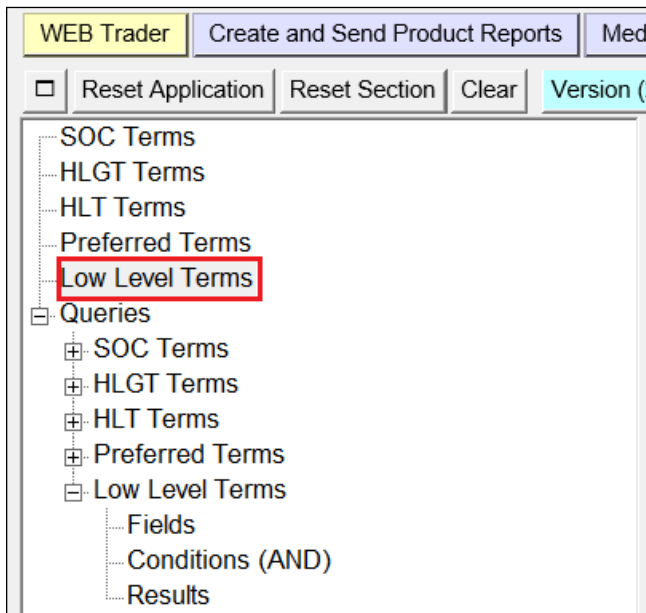 WEB Trader Create and Send Product Reports Med
Reset Application Reset Section Clear Version (
SOC Terms
HLGT Terms
HLT Terms
Preferred Terms
Low Level Terms
Queries
SOC Terms
HLGT Terms
HLT Terms
Preferred Terms
Low Level Terms
Fields
Conditions (AND)
Results